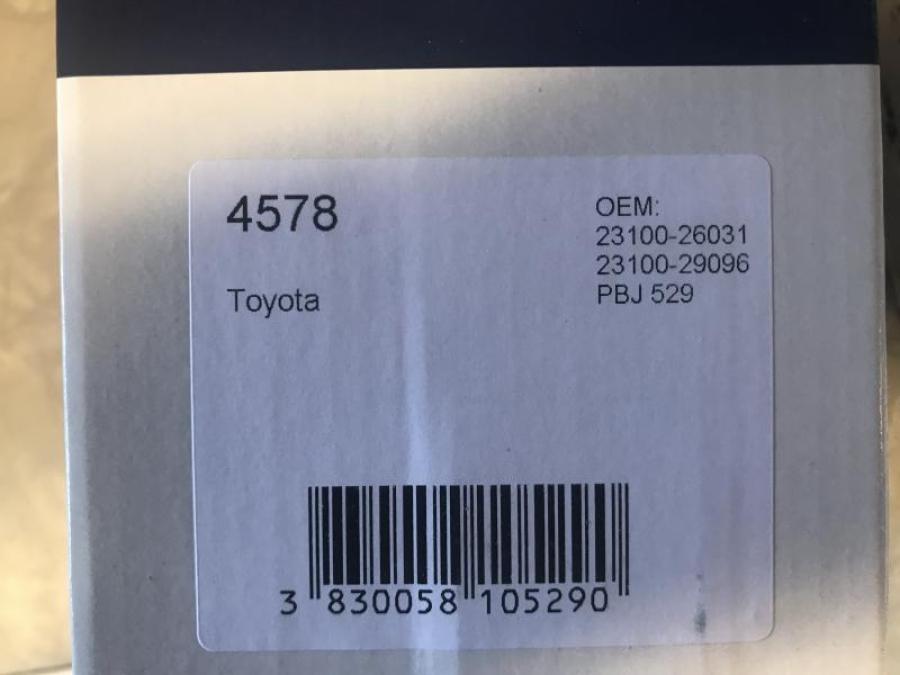 4578
Toyota
OEM:
23100-26031
23100-29096
PBJ 529
3 830058 105290